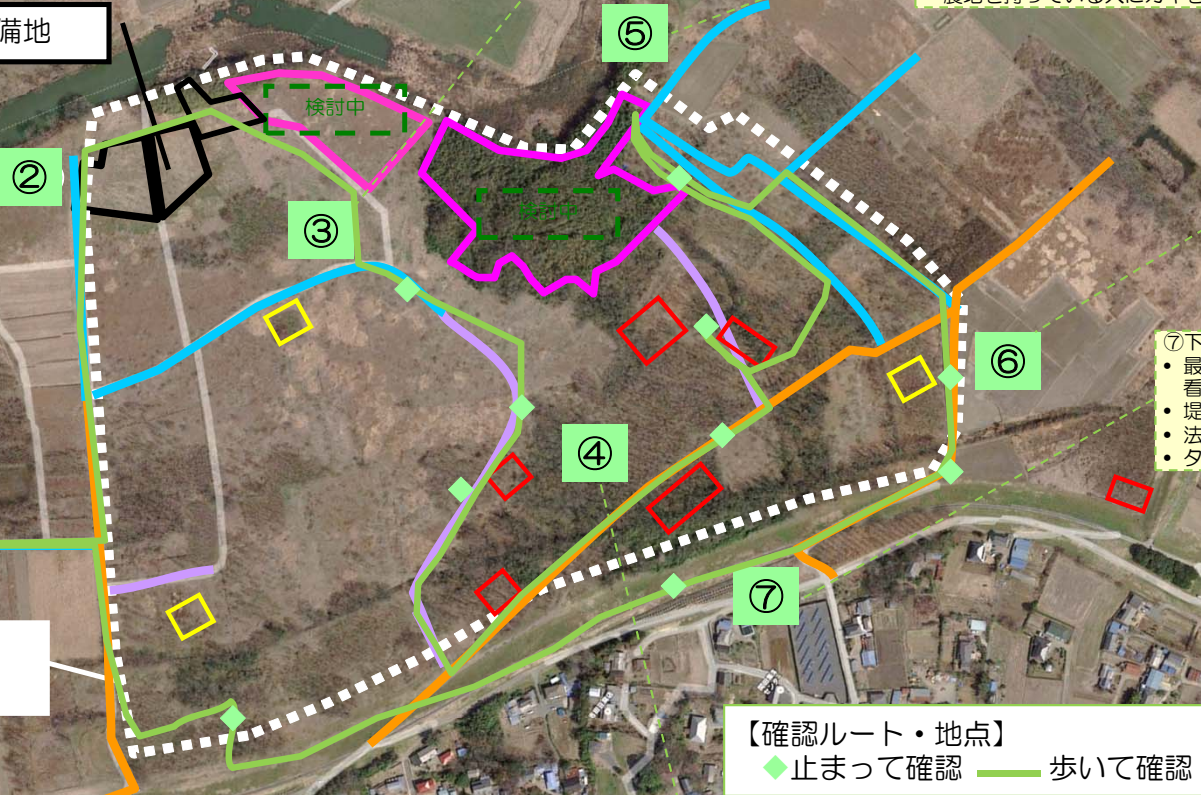 備地
⑤
検討中
②
③
検討中
⑦下
• 最
看
⑥
• 堤
• 法
④
⑦
【確認ルート・地点】
◆止まって確認 歩いて確認